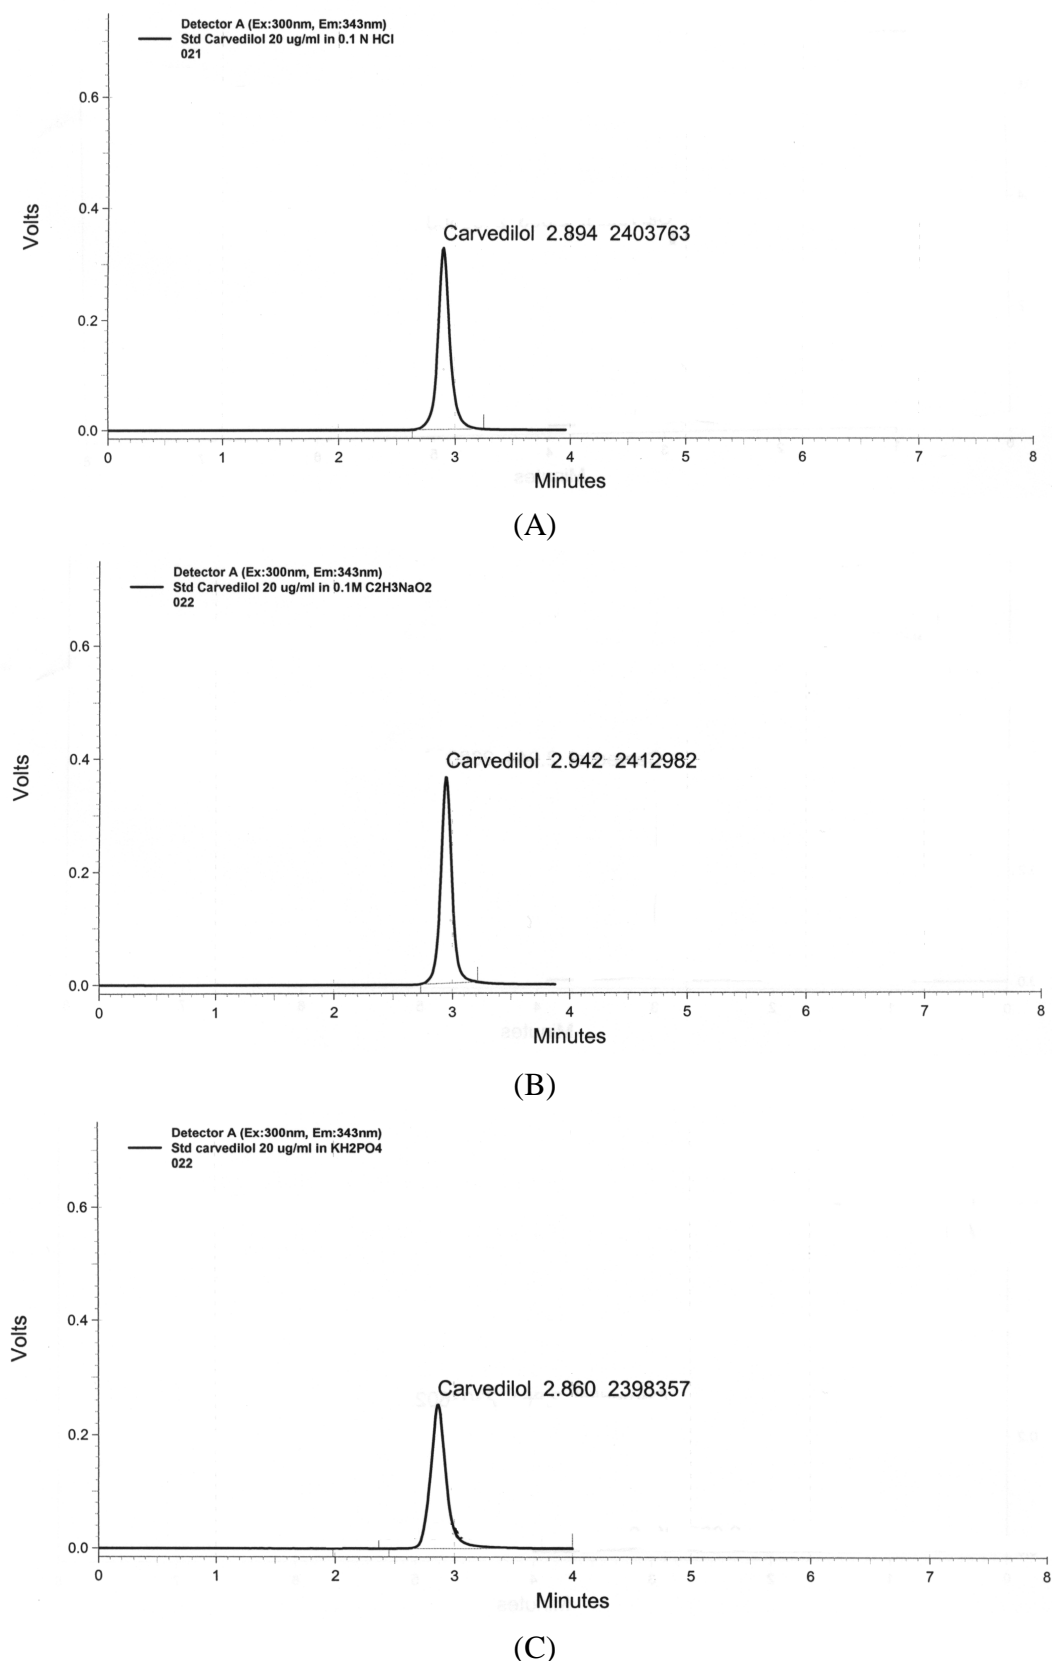 Detector A (Ex:300nm, Em:343nm)
Std Carvedilol 20 ug/ml in 0.1 N HCl
021
0.6
0.4
0.2
0.0
Volts
Carvedilol 2.894 2403763
0 1 2 3 4 5 6 7 8
Minutes
(A)
Detector A (Ex:300nm, Em:343nm)
Std Carvedilol 20 ug/ml in 0.1M C2H3NaO2
022
0.6
0.4
0.2
0.0
Volts
Carvedilol 2.942 2412982
0 1 2 3 4 5 6 7 8
Minutes
(B)
Detector A (Ex:300nm, Em:343nm)
Std carvedilol 20 ug/ml in KH2PO4
022
0.6
0.4
0.2
0.0
Volts
Carvedilol 2.860 2398357
0 1 2 3 4 5 6 7 8
Minutes
(C)